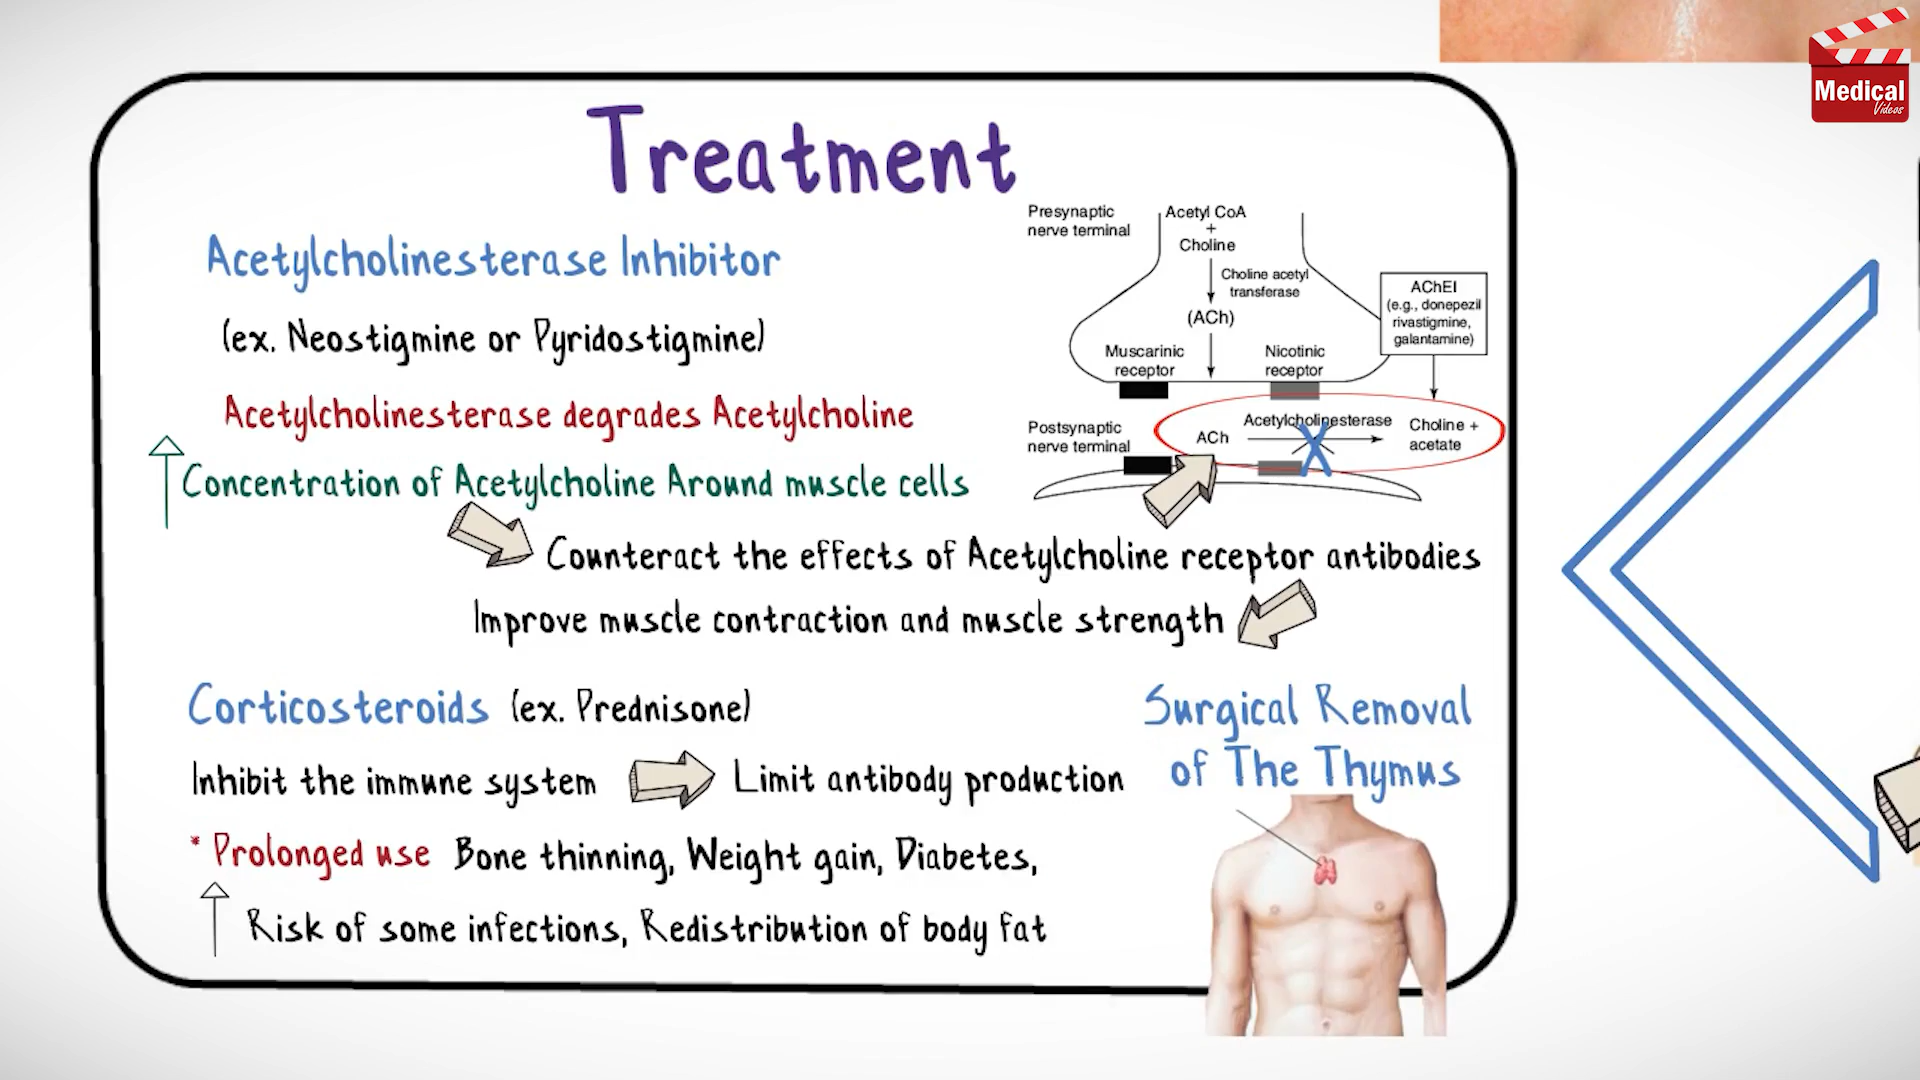 Medical
Videos
Treatment
Acetylcholinesterase Inhibitor
(ex. Neostigmine or Pyridostigmine)
Acetylcholinesterase degrades Acetylcholine
Concentration of Acetylcholine Around muscle cells
Counteract the effects of Acetylcholine receptor antibodies
Improve muscle contraction and muscle strength
Presynaptic
nerve terminal
Acetyl CoA
+
Choline
Choline acetyl
transferase
(ACh)
AChEI
(e.g., donepezil
rivastigmine,
galantamine)
Muscarinic
receptor
Nicotinic
receptor
Postsynaptic
nerve terminal
ACh
Acetylcholinesterase
Choline +
acetate
Corticosteroids (ex. Prednisone)
Inhibit the immune system
Limit antibody production
* Prolonged use Bone thinning, Weight gain, Diabetes,
Risk of some infections, Redistribution of body fat
Surgical Removal
of The Thymus